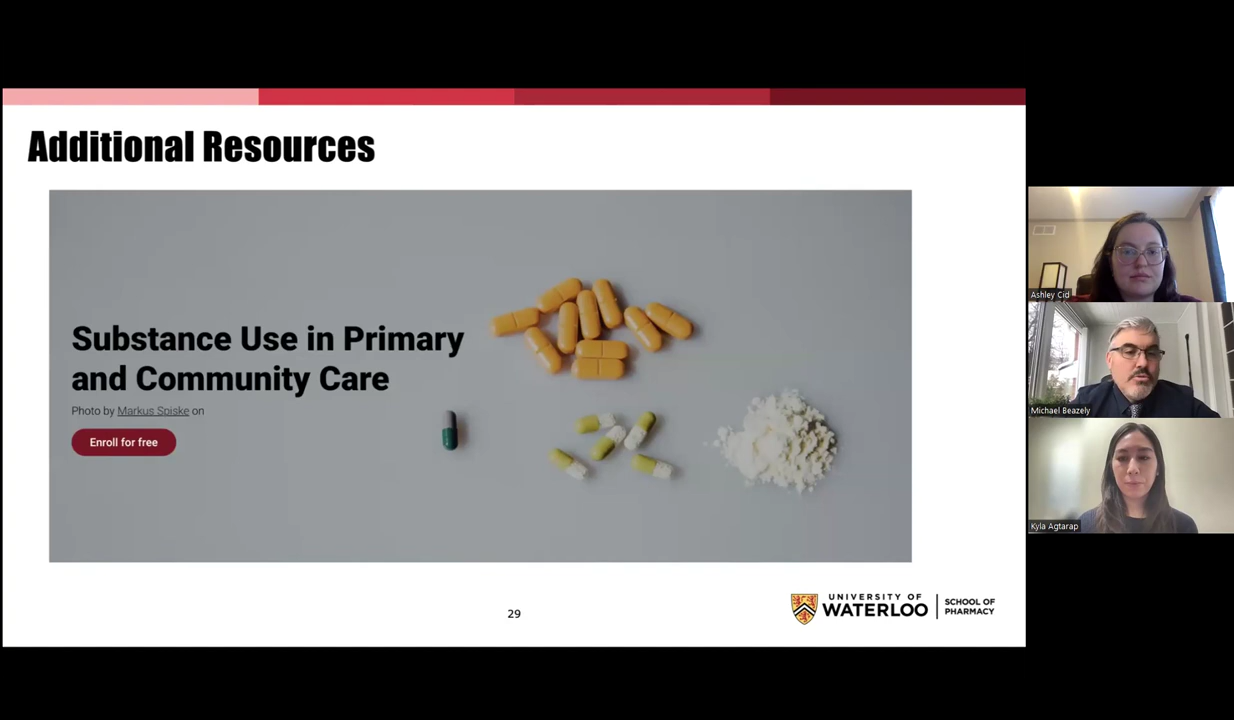 Additional Resources
Substance Use in Primary
and Community Care
Photo by Markus Spiske on
Enroll for free
29
UNIVERSITY OF
WATERLOO
SCHOOL OF
PHARMACY
Ashley Cid
Michael Beazely
Kyla Agtarap